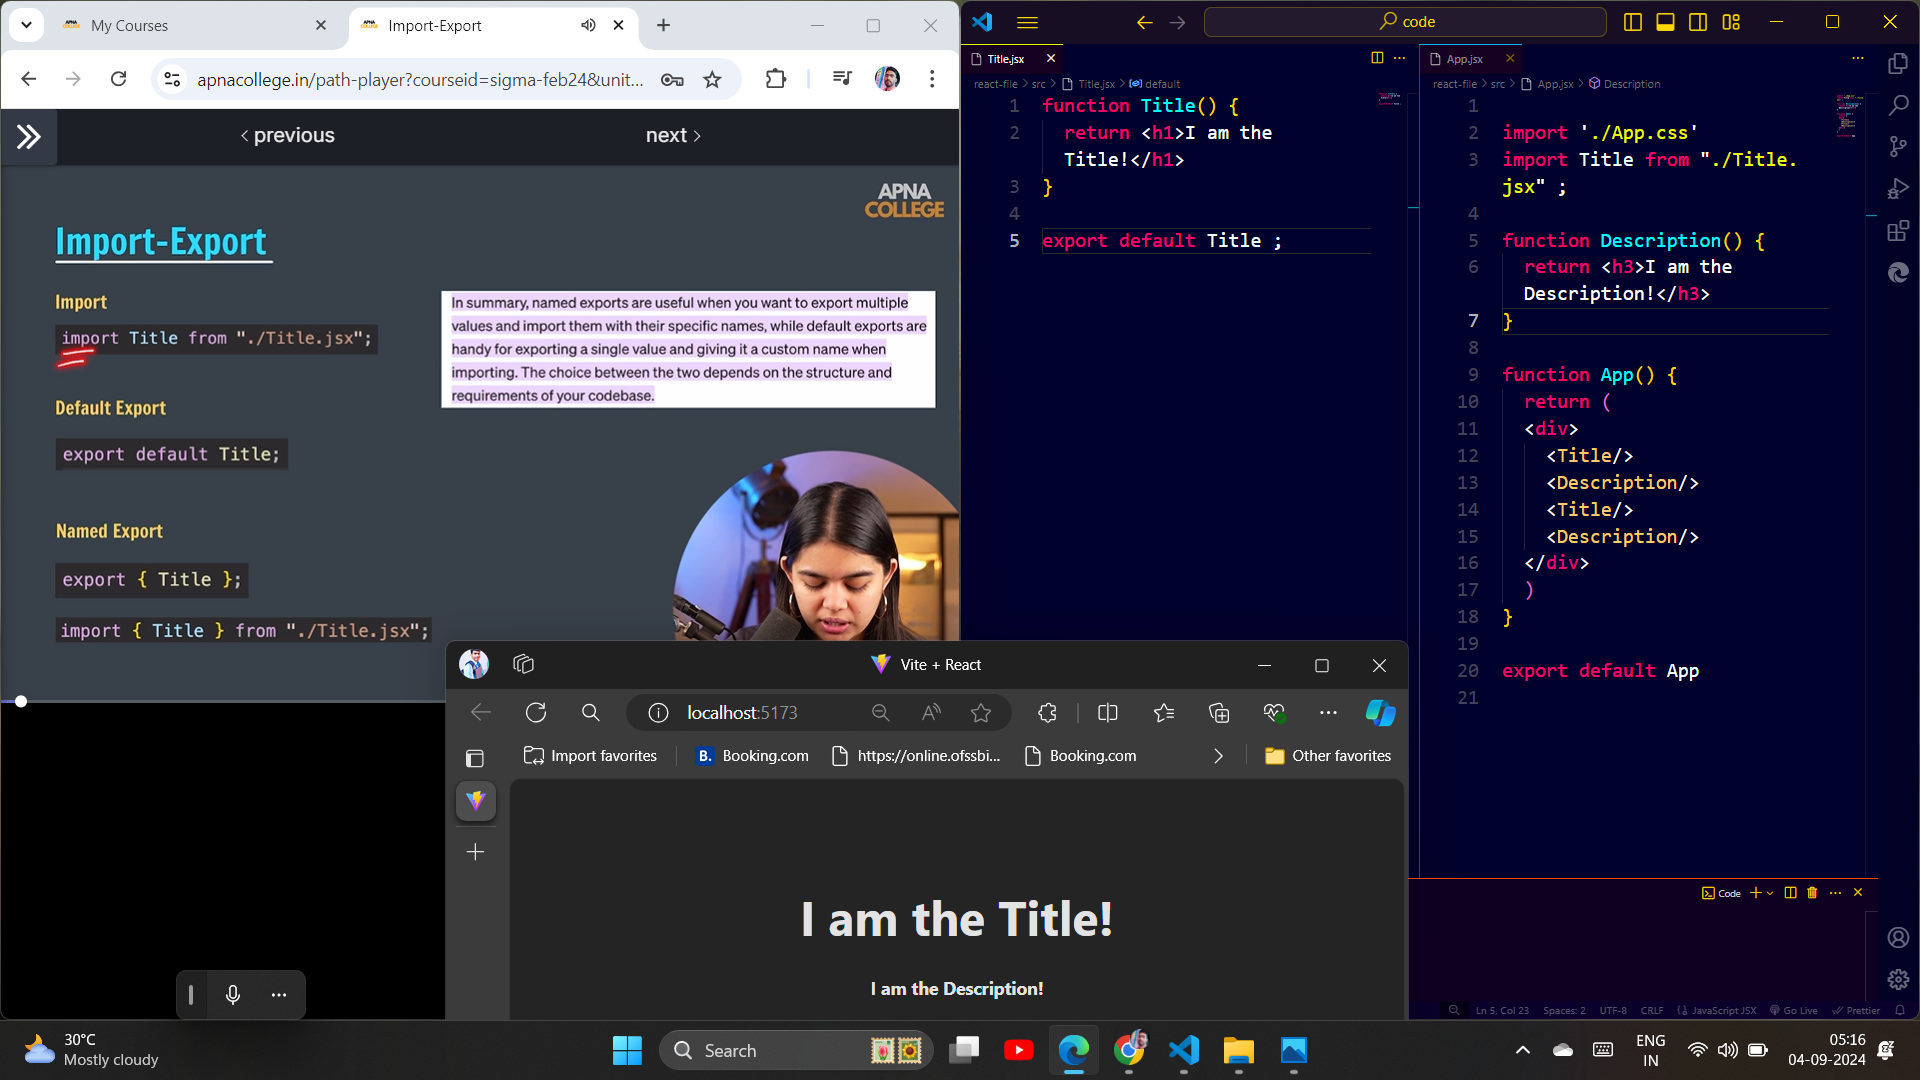 My Courses
Import-Export
apnacollege.in/path-player?courseid=sigma-feb24&unit...
previous
next
APNA
COLLEGE
Import-Export
Import
import Title from "./Title.jsx";
Default Export
export default Title;
Named Export
export { Title };
import { Title } from "./Title.jsx";
In summary, named exports are useful when you want to export multiple
values and import them with their specific names, while default exports are
handy for exporting a single value and giving it a custom name when
importing. The choice between the two depends on the structure and
requirements of your codebase.
code
Title.jsx
react-file > src > Title.jsx > default
1 function Title() {
2 return <h1>I am the
Title!</h1>
3 }
4
5 export default Title ;
App.jsx
react-file > src > App.jsx > Description
1
2 import './App.css'
3 import Title from "./Title.
jsx" ;
4
5 function Description() {
6 return <h3>I am the
Description!</h3>
7 }
8
9 function App() {
10 return (
11 <div>
12 <Title/>
13 <Description/>
14 <Title/>
15 <Description/>
16 </div>
17 )
18 }
19
20 export default App
21
Code
Ln 5, Col 23 Spaces: 2 UTF-8 CRLF {} JavaScript JSX Go Live Prettier
Vite + React
localhost:5173
Import favorites
B. Booking.com
https://online.ofssbi...
Booking.com
Other favorites
I am the Title!
I am the Description!
30°C
Mostly cloudy
Search
ENG
IN
05:16
04-09-2024